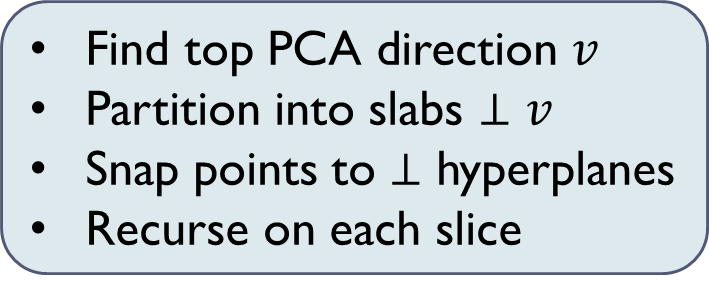 • Find top PCA direction 𝑣
• Partition into slabs ⊥ 𝑣
• Snap points to ⊥ hyperplanes
• Recurse on each slice